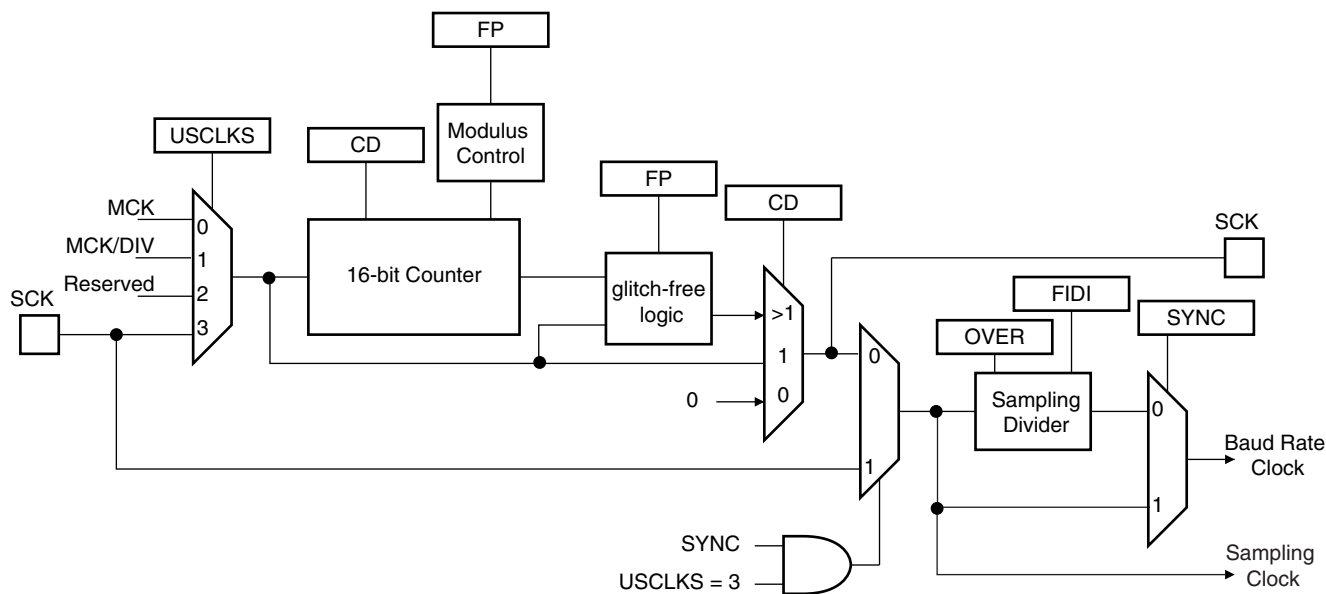 FP
USCLKS
CD
Modulus
Control
FP
CD
MCK
0
MCK/DIV
1
Reserved
2
SCK
3
16-bit Counter
glitch-free
logic
>1
1
0
0
SCK
FIDI
OVER
SYNC
0
Sampling
Divider
0
1
1
Baud Rate
Clock
SYNC
USCLKS = 3
Sampling
Clock